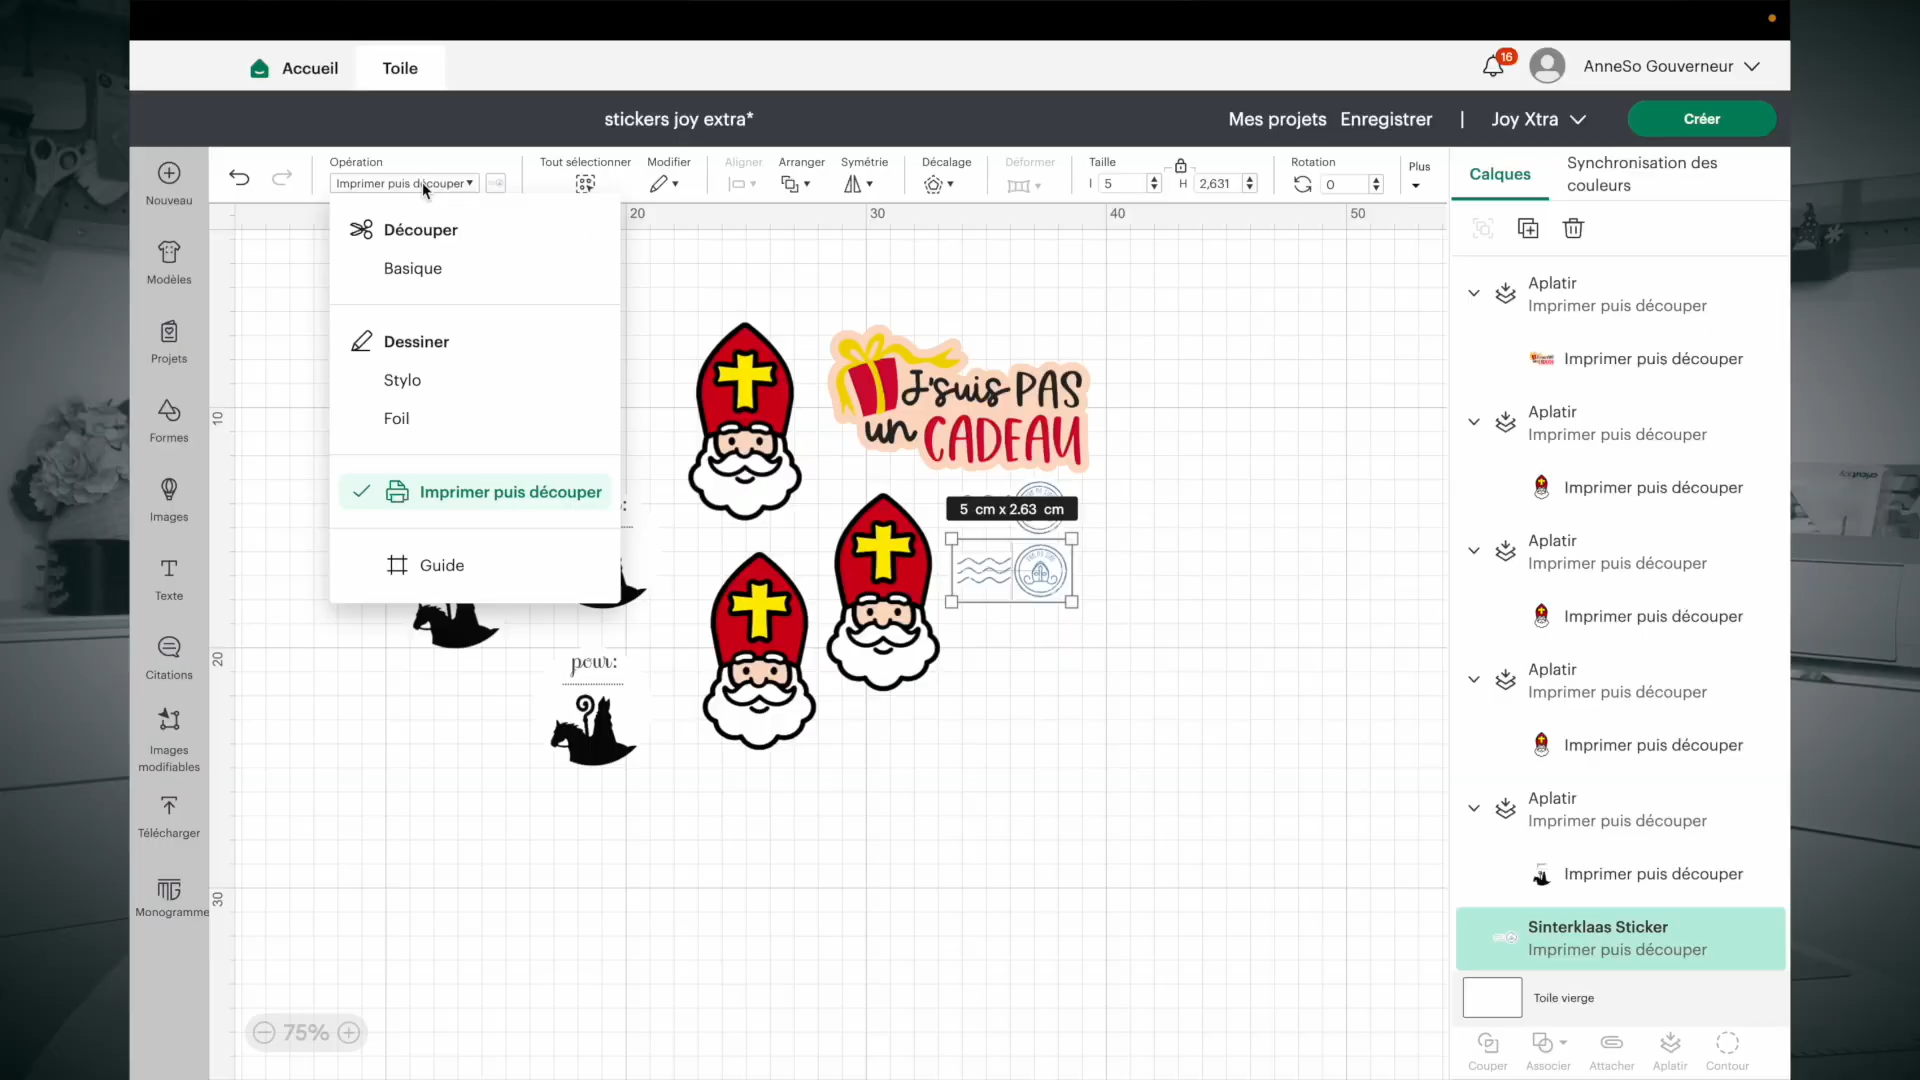 Accueil
Toile
16
AnneSo Gouverneur
stickers joy extra*
Mes projets
Enregistrer
|
Joy Xtra
Créer
Opération
Imprimer puis découper
Tout sélectionner
Modifier
Aligner
Arranger
Symétrie
Décalage
Déformer
Taille
l 5
H 2,631
Rotation
0
Plus
Calques
Synchronisation des
couleurs
Nouveau
Modèles
Projets
Formes
Images
Texte
Citations
Images
modifiables
Télécharger
Monogramme
Découper
Basique
Dessiner
Stylo
Foil
Imprimer puis découper
Guide
20
30
40
50
10
20
30
J'suis PAS
un CADEAU
5 cm x 2.63 cm
pour:
75%
Aplatir
Imprimer puis découper
Imprimer puis découper
Aplatir
Imprimer puis découper
Imprimer puis découper
Aplatir
Imprimer puis découper
Imprimer puis découper
Aplatir
Imprimer puis découper
Imprimer puis découper
Aplatir
Imprimer puis découper
Imprimer puis découper
Sinterklaas Sticker
Imprimer puis découper
Toile vierge
Couper
Associer
Attacher
Aplatir
Contour